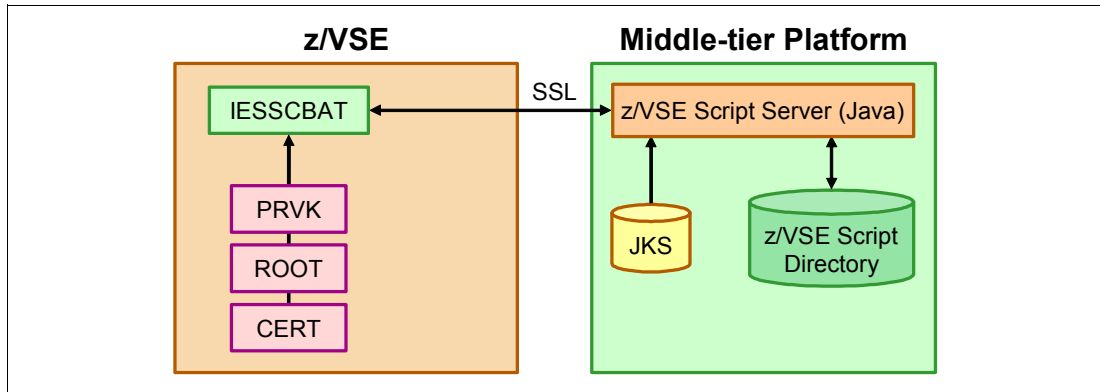 z/VSE
Middle-tier Platform
IESSCBAT
SSL
z/VSE Script Server (Java)
PRVK
ROOT
CERT
JKS
z/VSE Script
Directory